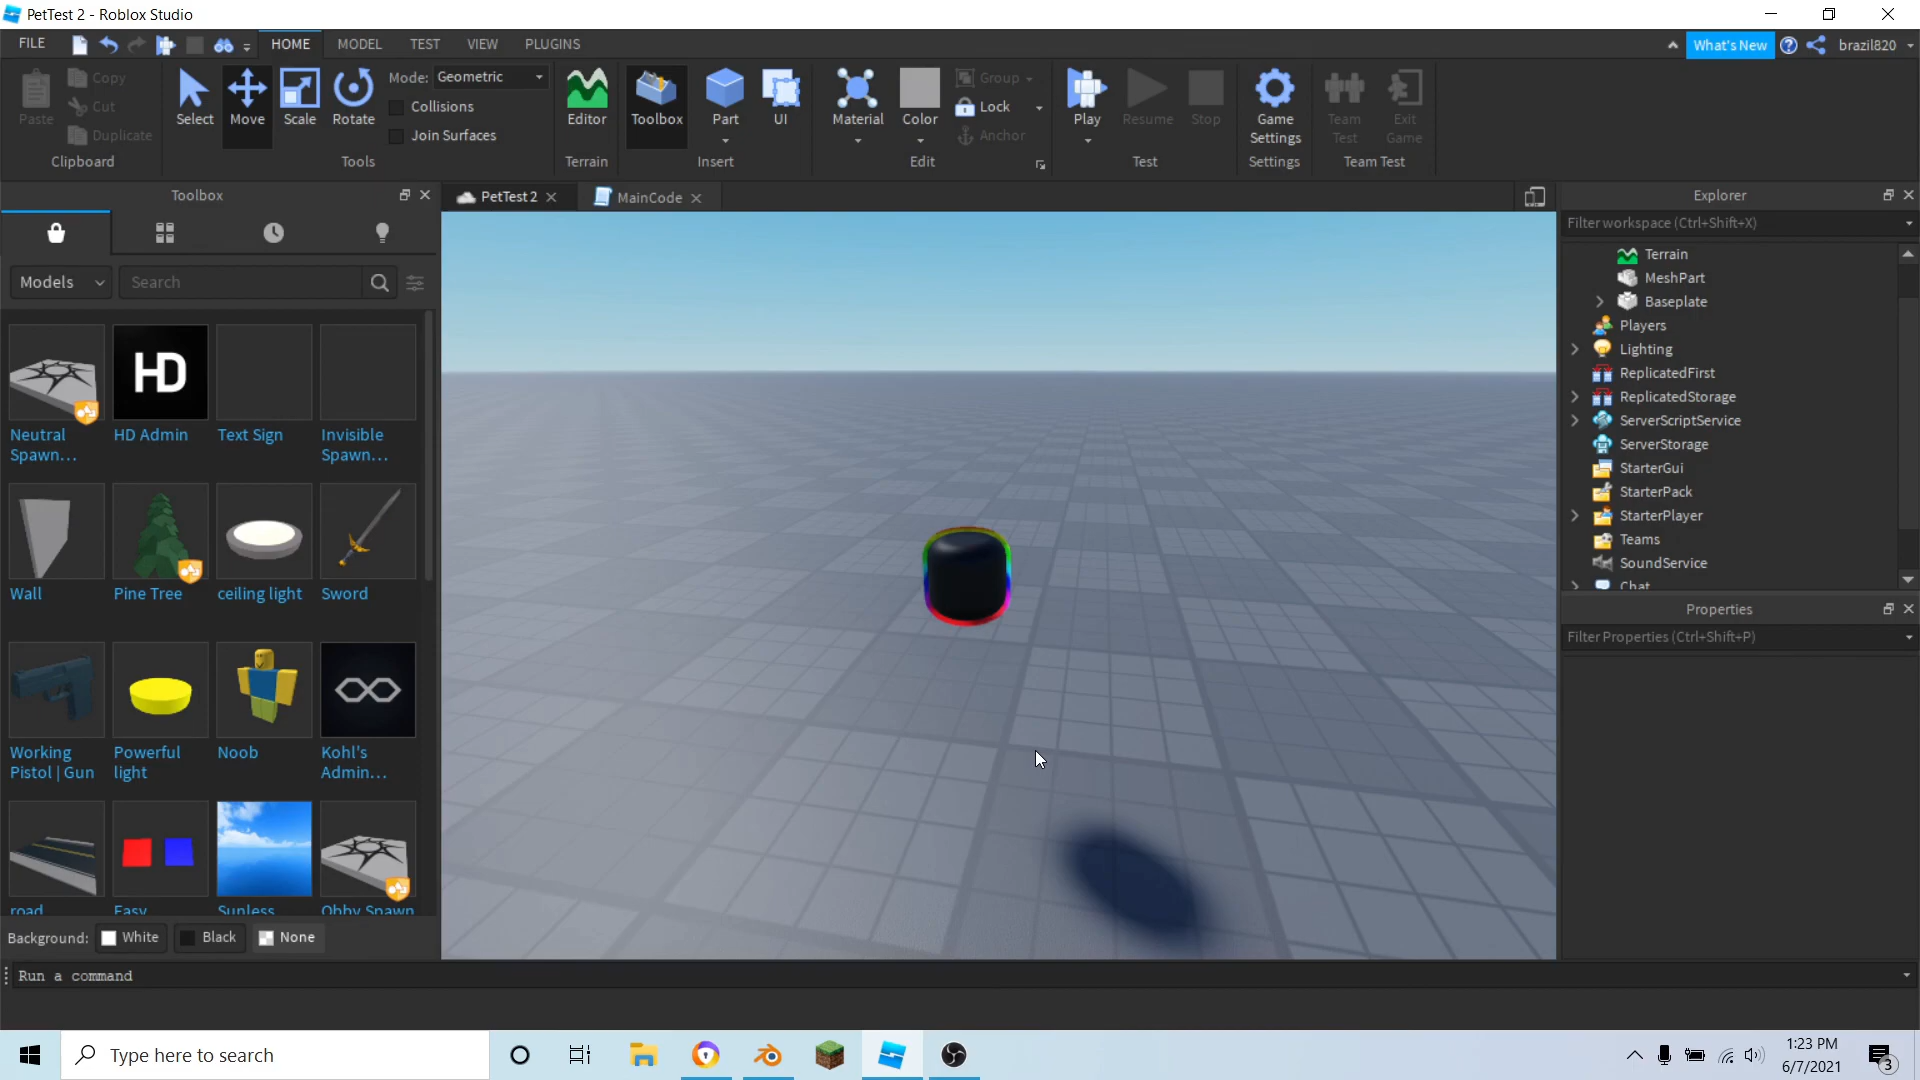 PetTest 2 - Roblox Studio
FILE
HOME
MODEL
TEST
VIEW
PLUGINS
What's New
brazil820
Paste
Copy
Cut
Duplicate
Clipboard
Select
Move
Scale
Rotate
Mode: Geometric
Collisions
Join Surfaces
Tools
Editor
Terrain
Toolbox
Part
UI
Insert
Material
Color
Group
Lock
Anchor
Edit
Play
Resume
Stop
Test
Game
Settings
Settings
Team
Test
Exit
Game
Team Test
Toolbox
Models
Search
Neutral
Spawn...
HD
HD Admin
Text Sign
Invisible
Spawn...
Wall
Pine Tree
ceiling light
Sword
Working
Pistol | Gun
Powerful
light
Noob
Kohl's
Admin...
road
Easy
Sunless
Obby Spawn
Background:
White
Black
None
PetTest 2
MainCode
Explorer
Filter workspace (Ctrl+Shift+X)
Terrain
MeshPart
Baseplate
Players
Lighting
ReplicatedFirst
ReplicatedStorage
ServerScriptService
ServerStorage
StarterGui
StarterPack
StarterPlayer
Teams
SoundService
Chat
Properties
Filter Properties (Ctrl+Shift+P)
Run a command
Type here to search
1:23 PM
6/7/2021
3